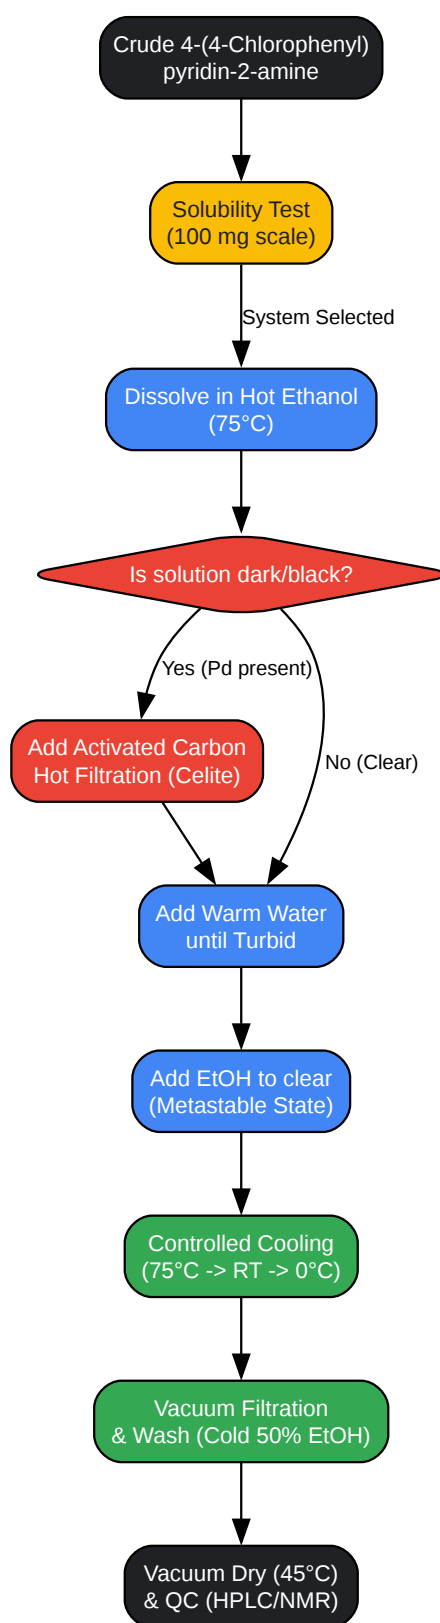 Crude 4-(4-Chlorophenyl)
pyridin-2-amine
Solubility Test
(100 mg scale)
System Selected
Dissolve in Hot Ethanol
(75°C)
Is solution dark/black?
Yes (Pd present)
Add Activated Carbon
Hot Filtration (Celite)
No (Clear)
Add Warm Water
until Turbid
Add EtOH to clear
(Metastable State)
Controlled Cooling
(75°C -> RT -> 0°C)
Vacuum Filtration
& Wash (Cold 50% EtOH)
Vacuum Dry (45°C)
& QC (HPLC/NMR)